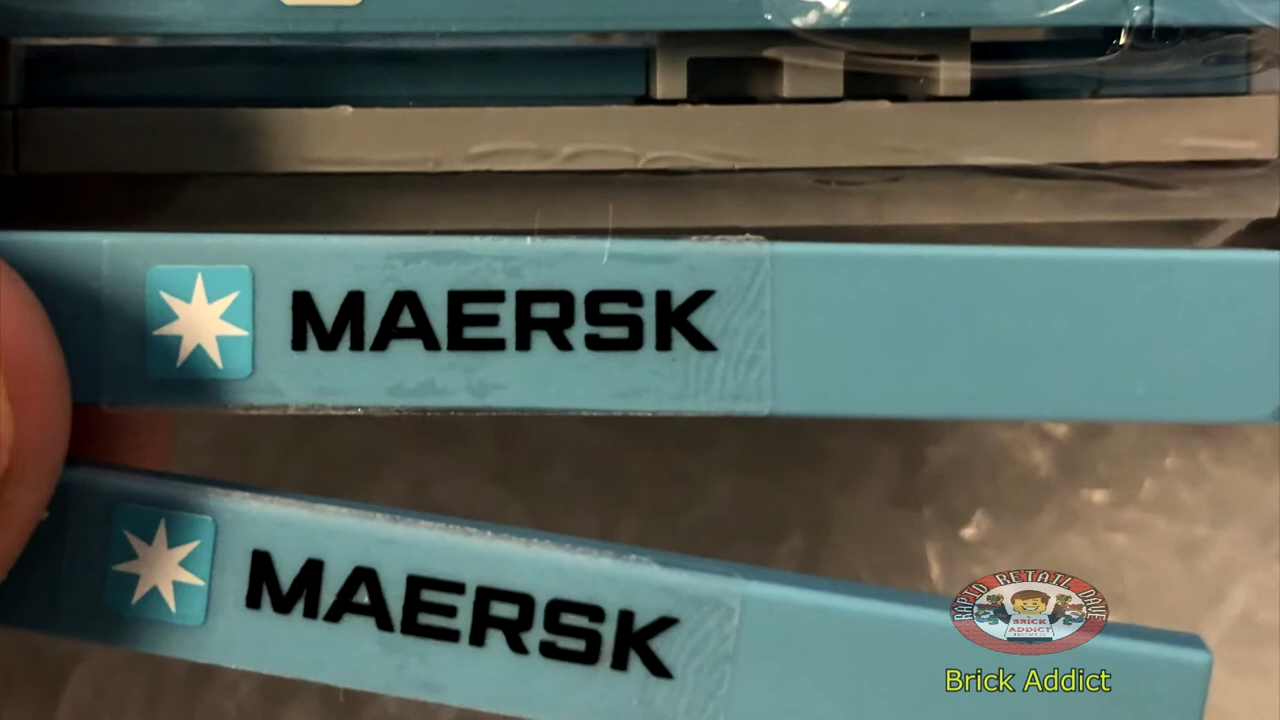 MAERSK
MAERSK
RAPID RETAIL DAVE
BRICK
ADDICT
Brick Addict